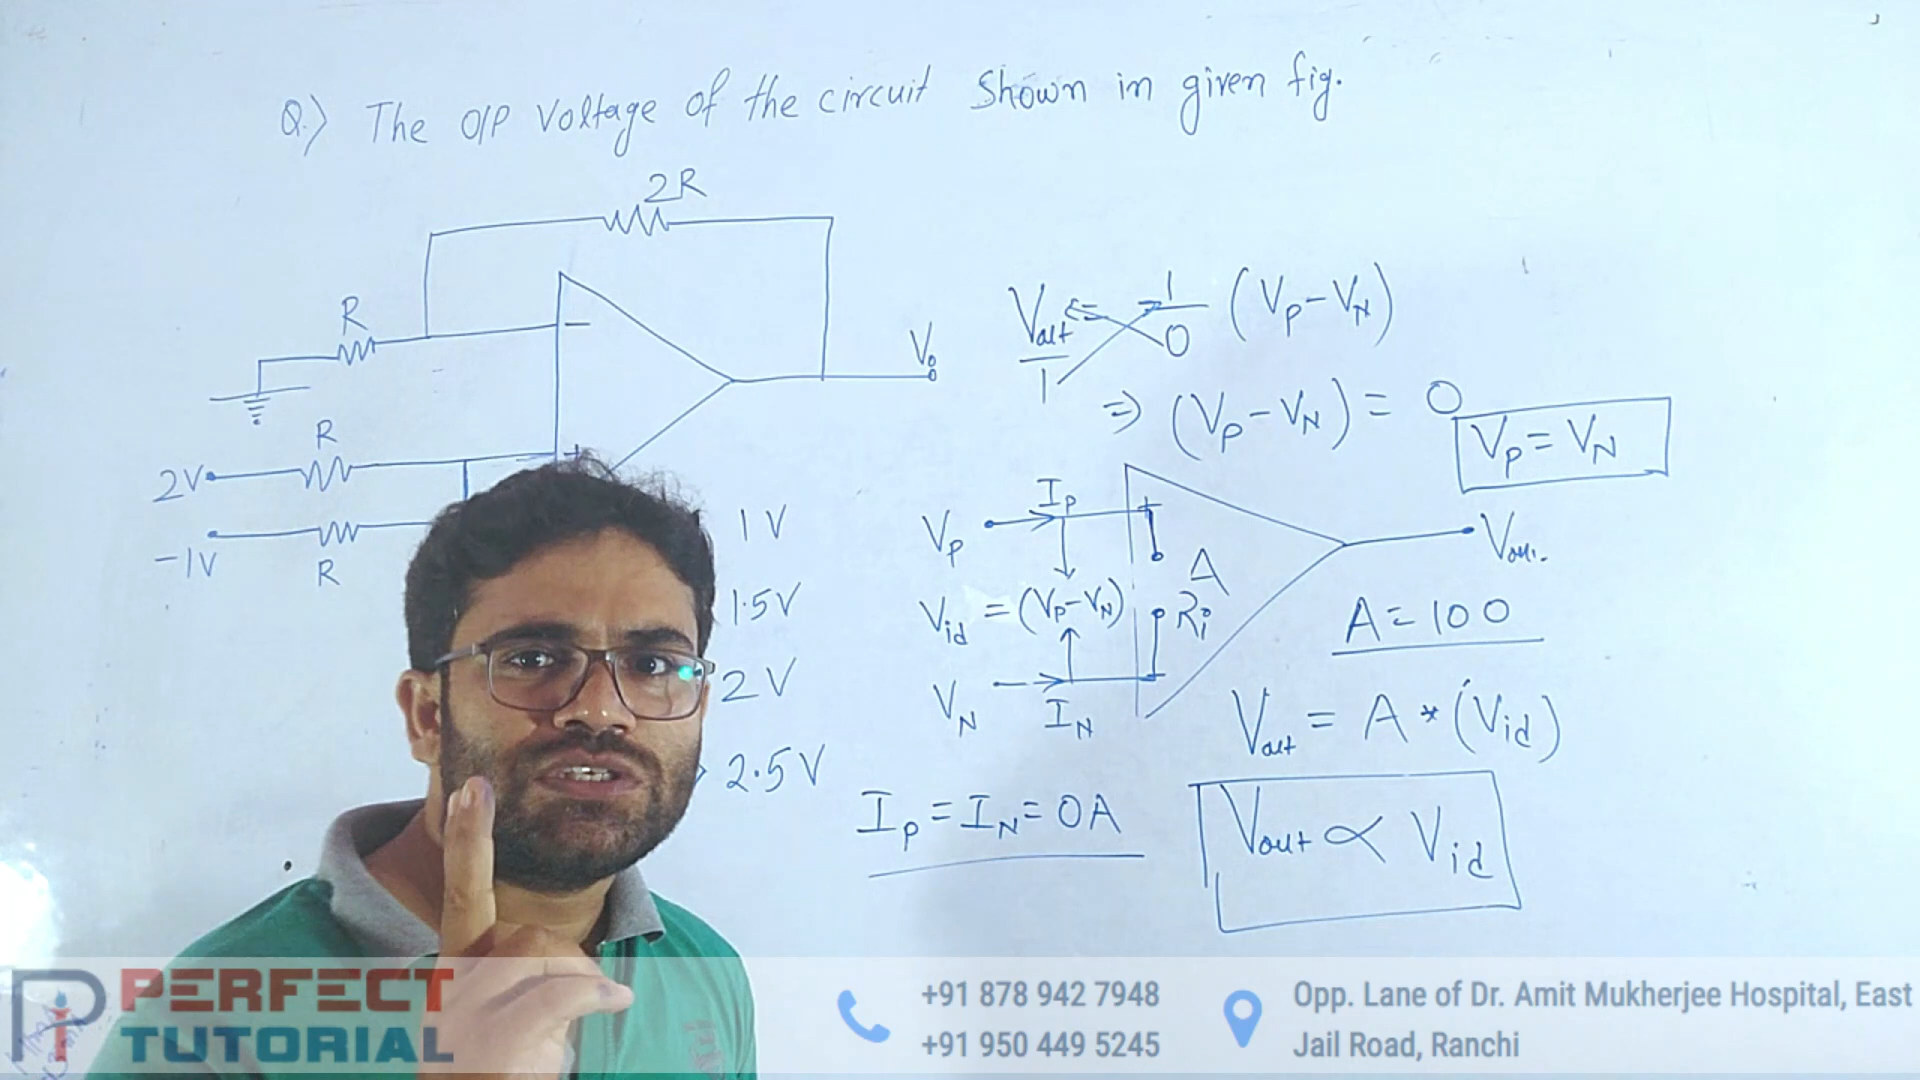 Q.) The O/P Voltage of the circuit Shown in given fig.
2R
R
−
V₀
R
2V
-1V
R
1V
1.5V
2V
2.5V
Vout/1 = 1/0 (Vp-VN)
=> (Vp-VN) = 0
Vp = VN
Ip
+
Vp
A
Vout.
Vid = (Vp-VN)
Ri
A = 100
VN
IN
Vout = A * (Vid)
Ip = IN = 0A
Vout ∝ Vid
PERFECT
TUTORIAL
+91 878 942 7948
+91 950 449 5245
Opp. Lane of Dr. Amit Mukherjee Hospital, East
Jail Road, Ranchi